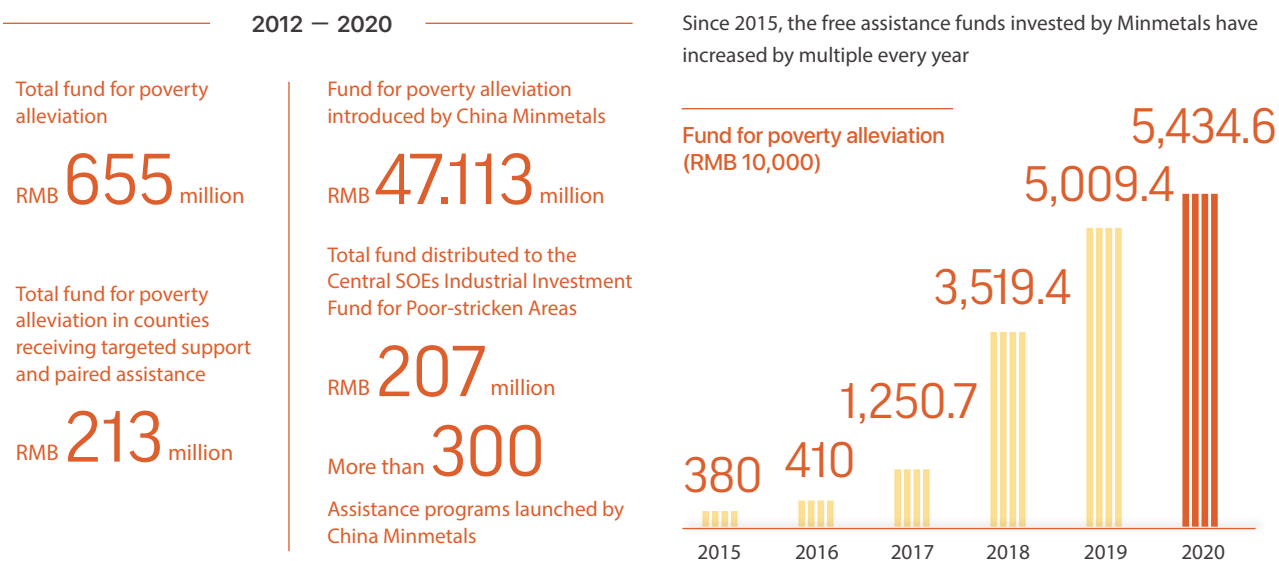 2012 — 2020
Total fund for poverty
alleviation
RMB 655 million
Total fund for poverty
alleviation in counties
receiving targeted support
and paired assistance
RMB 213 million
Fund for poverty alleviation
introduced by China Minmetals
RMB 47.113 million
Total fund distributed to the
Central SOEs Industrial Investment
Fund for Poor-stricken Areas
RMB 207 million
More than 300
Assistance programs launched by
China Minmetals
Since 2015, the free assistance funds invested by Minmetals have
increased by multiple every year
Fund for poverty alleviation
(RMB 10,000)
380
410
1,250.7
3,519.4
5,009.4
5,434.6
2015 2016 2017 2018 2019 2020